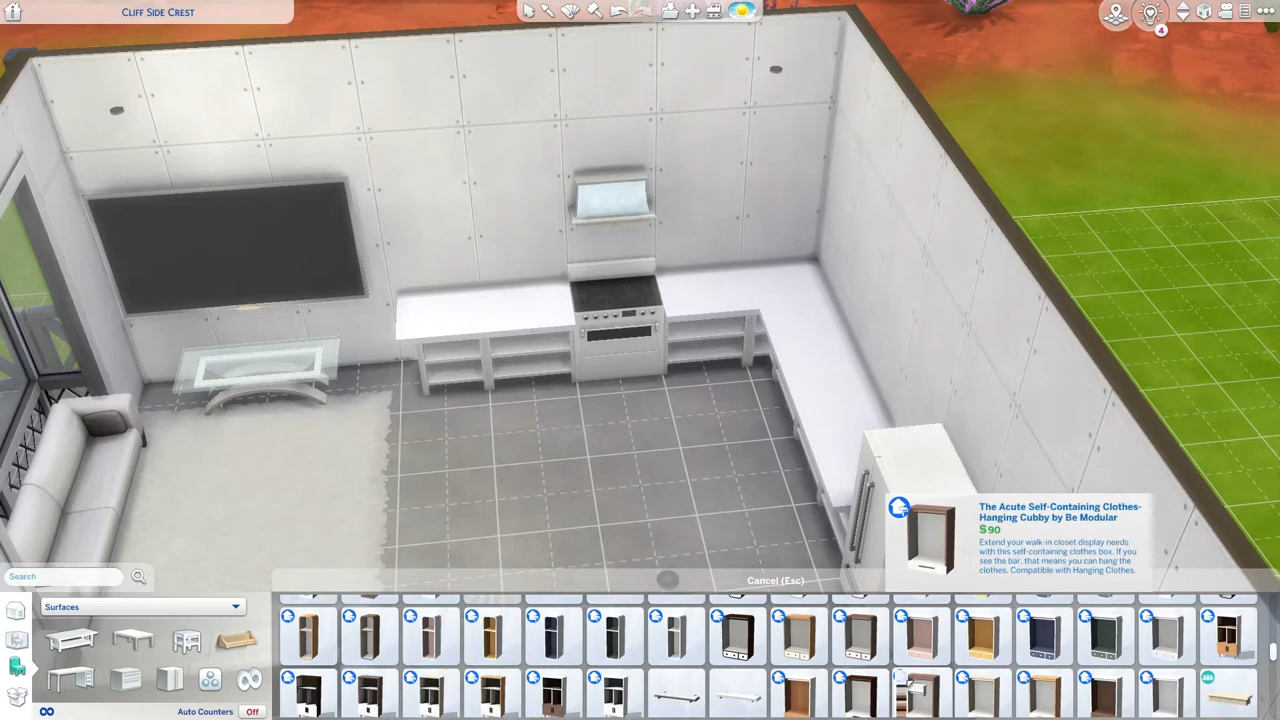 CLIFF SIDE CREST
4
The Acute Self-Containing Clothes-
Hanging Cubby by Be Modular
§90
Extend your walk-in closet display needs
with this self-containing clothes box. If you
see the bar, that means you can hang the
clothes. Compatible with Hanging Clothes.
Search
Cancel (Esc)
Surfaces
Auto Counters
Off